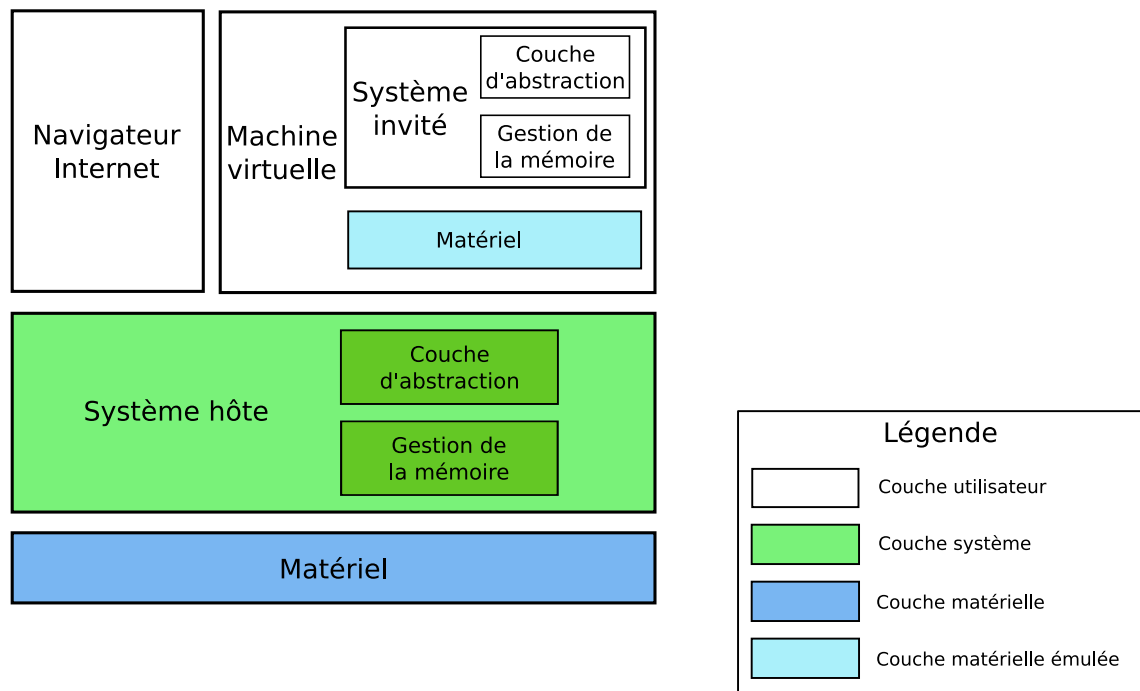 Navigateur
Internet
Machine
virtuelle
Système
invité
Couche
d'abstraction
Gestion de
la mémoire
Matériel
Système hôte
Couche
d'abstraction
Gestion de
la mémoire
Matériel
Légende
Couche utilisateur
Couche système
Couche matérielle
Couche matérielle émulée